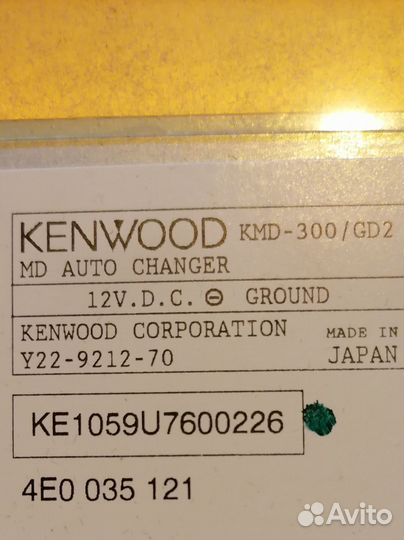 KENWOOD KMD-300/GD2
MD AUTO CHANGER
12V.D.C. ⊖ GROUND
KENWOOD CORPORATION MADE IN
Y22-9212-70 JAPAN
KE1059U7600226
4E0 035 121
Avito